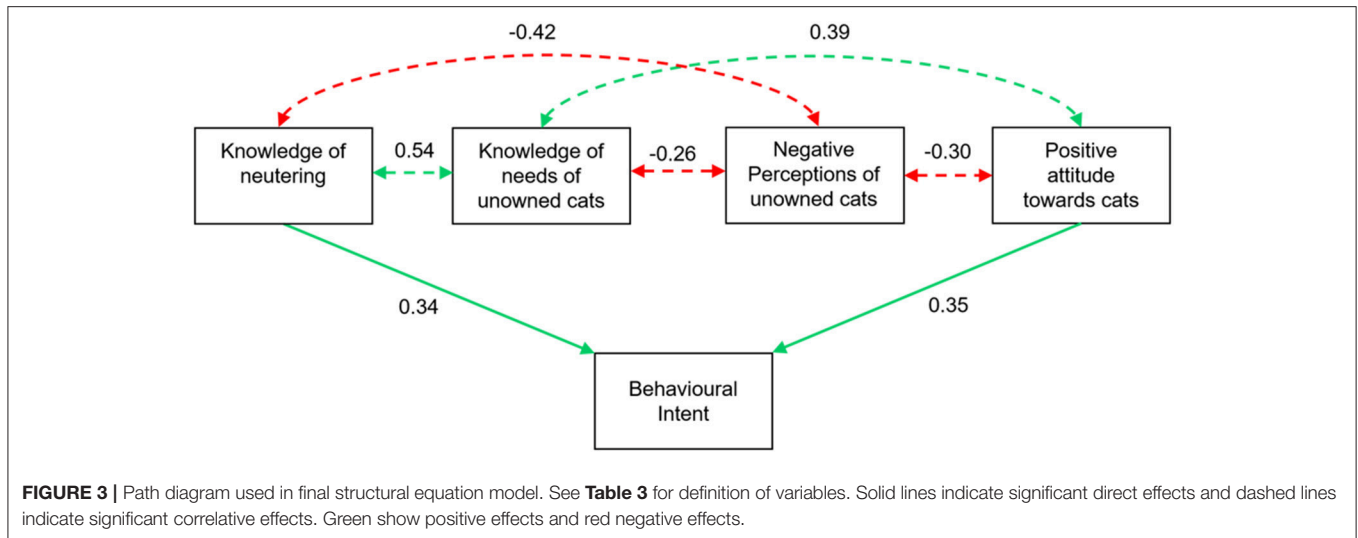 -0.42
0.39
Knowledge of
neutering
0.54
Knowledge of
needs of
unowned cats
-0.26
Negative
Perceptions of
unowned cats
-0.30
Positive
attitude
towards cats
0.34
0.35
Behavioural
Intent
FIGURE 3 | Path diagram used in final structural equation model. See Table 3 for definition of variables. Solid lines indicate significant direct effects and dashed lines
indicate significant correlative effects. Green show positive effects and red negative effects.